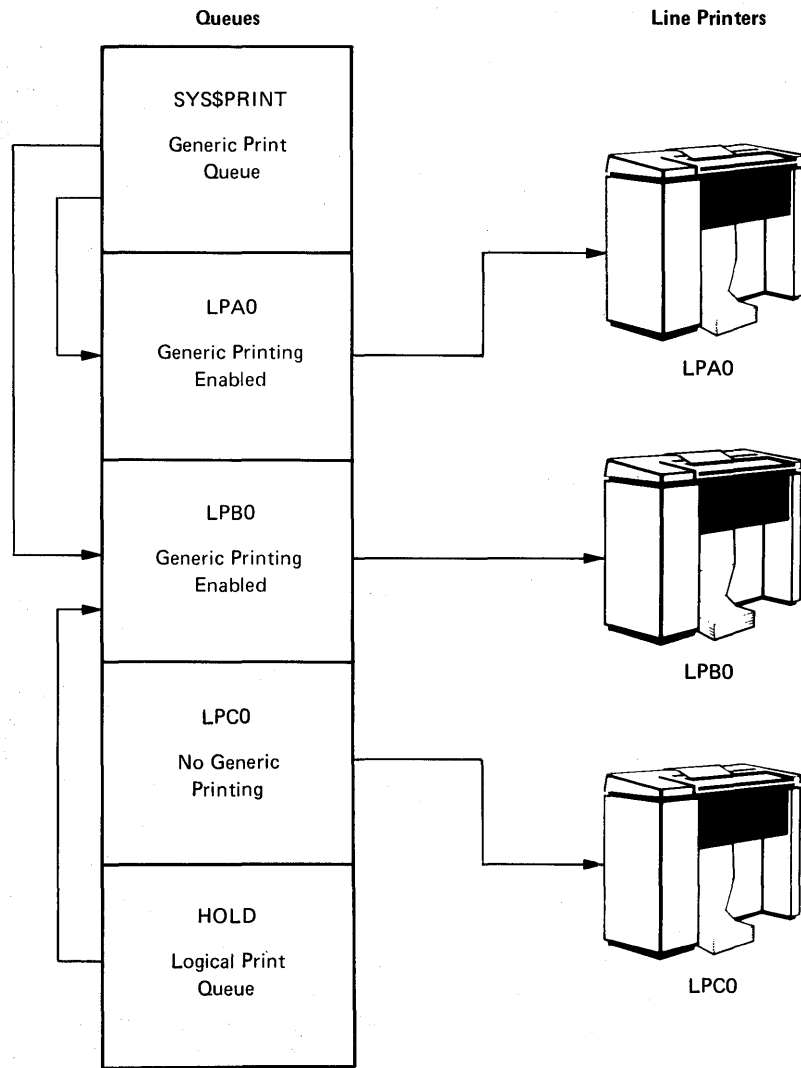 Queues
Line Printers
SYS$PRINT
Generic Print
Queue
LPA0
Generic Printing
Enabled
LPA0
LPB0
Generic Printing
Enabled
LPB0
LPC0
No Generic
Printing
LPC0
HOLD
Logical Print
Queue